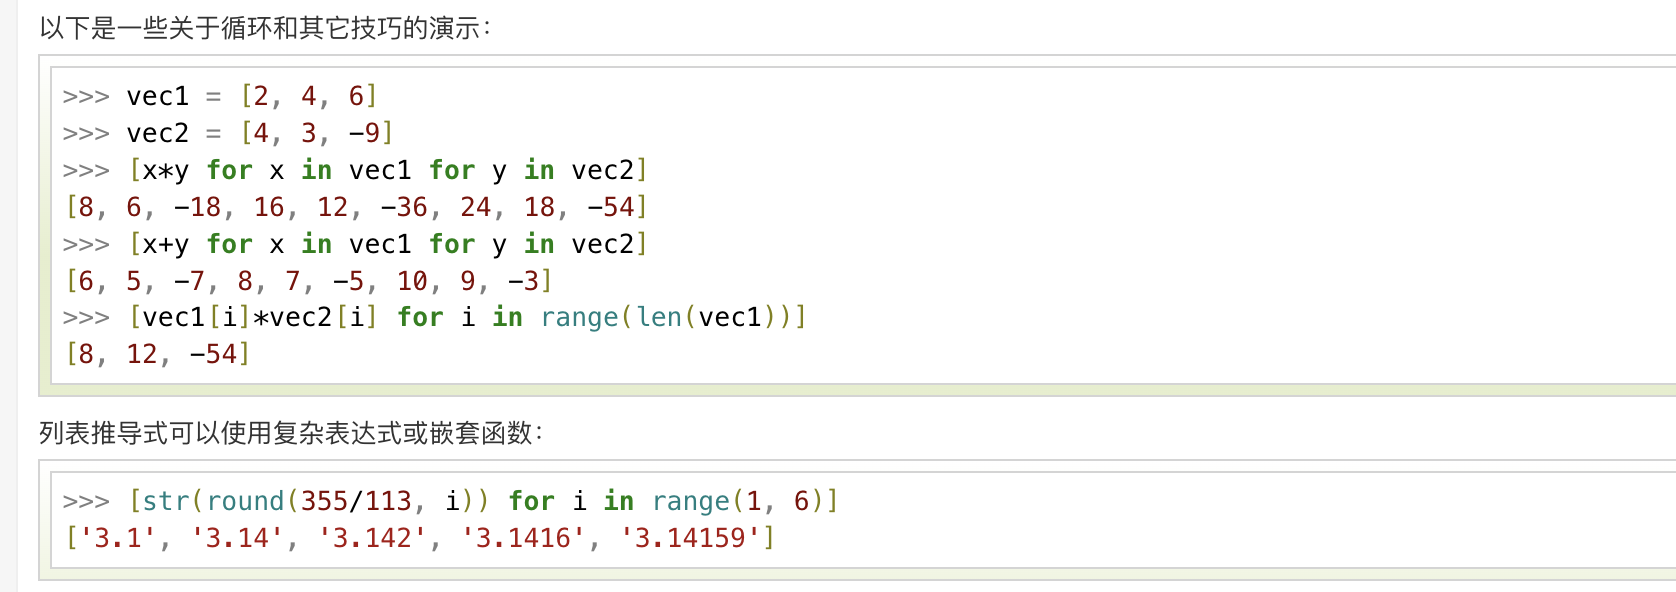 以下是一些关于循环和其它技巧的演示：
>>> vec1 = [2, 4, 6]
>>> vec2 = [4, 3, -9]
>>> [x*y for x in vec1 for y in vec2]
[8, 6, -18, 16, 12, -36, 24, 18, -54]
>>> [x+y for x in vec1 for y in vec2]
[6, 5, -7, 8, 7, -5, 10, 9, -3]
>>> [vec1[i]*vec2[i] for i in range(len(vec1))]
[8, 12, -54]
列表推导式可以使用复杂表达式或嵌套函数：
>>> [str(round(355/113, i)) for i in range(1, 6)]
['3.1', '3.14', '3.142', '3.1416', '3.14159']